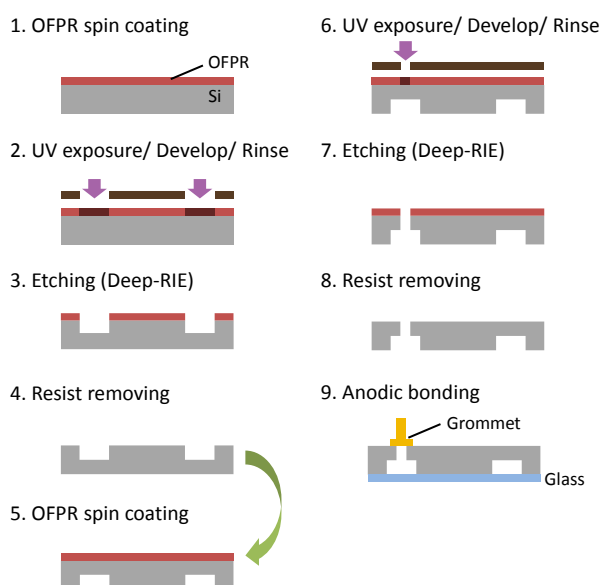 1. OFPR spin coating
OFPR
Si
2. UV exposure/ Develop/ Rinse
3. Etching (Deep-RIE)
4. Resist removing
5. OFPR spin coating
6. UV exposure/ Develop/ Rinse
7. Etching (Deep-RIE)
8. Resist removing
9. Anodic bonding
Grommet
Glass